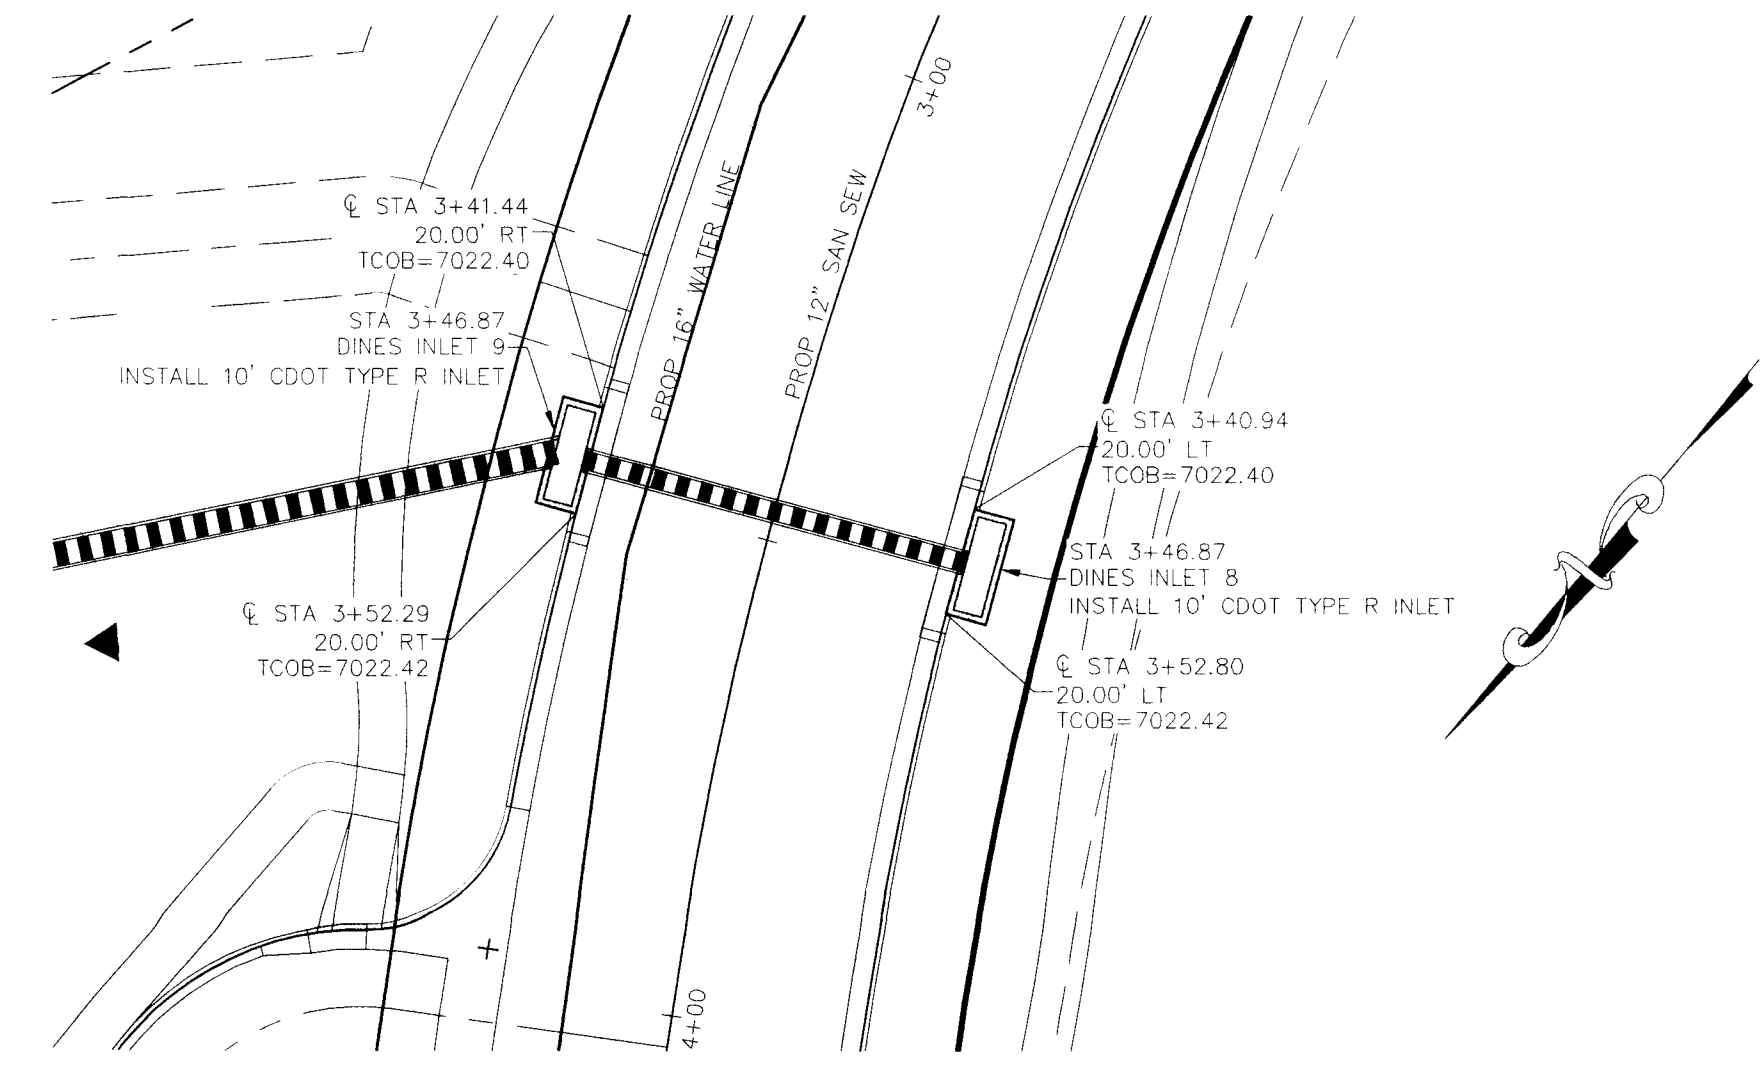 3+00
℄ STA 3+41.44
20.00' RT
TCOB=7022.40
STA 3+46.87
DINES INLET 9
INSTALL 10' CDOT TYPE R INLET
PROP 16" WATER LINE
PROP 12" SAN SEW
℄ STA 3+40.94
20.00' LT
TCOB=7022.40
STA 3+46.87
DINES INLET 8
INSTALL 10' CDOT TYPE R INLET
℄ STA 3+52.29
20.00' RT
TCOB=7022.42
℄ STA 3+52.80
20.00' LT
TCOB=7022.42
4+00